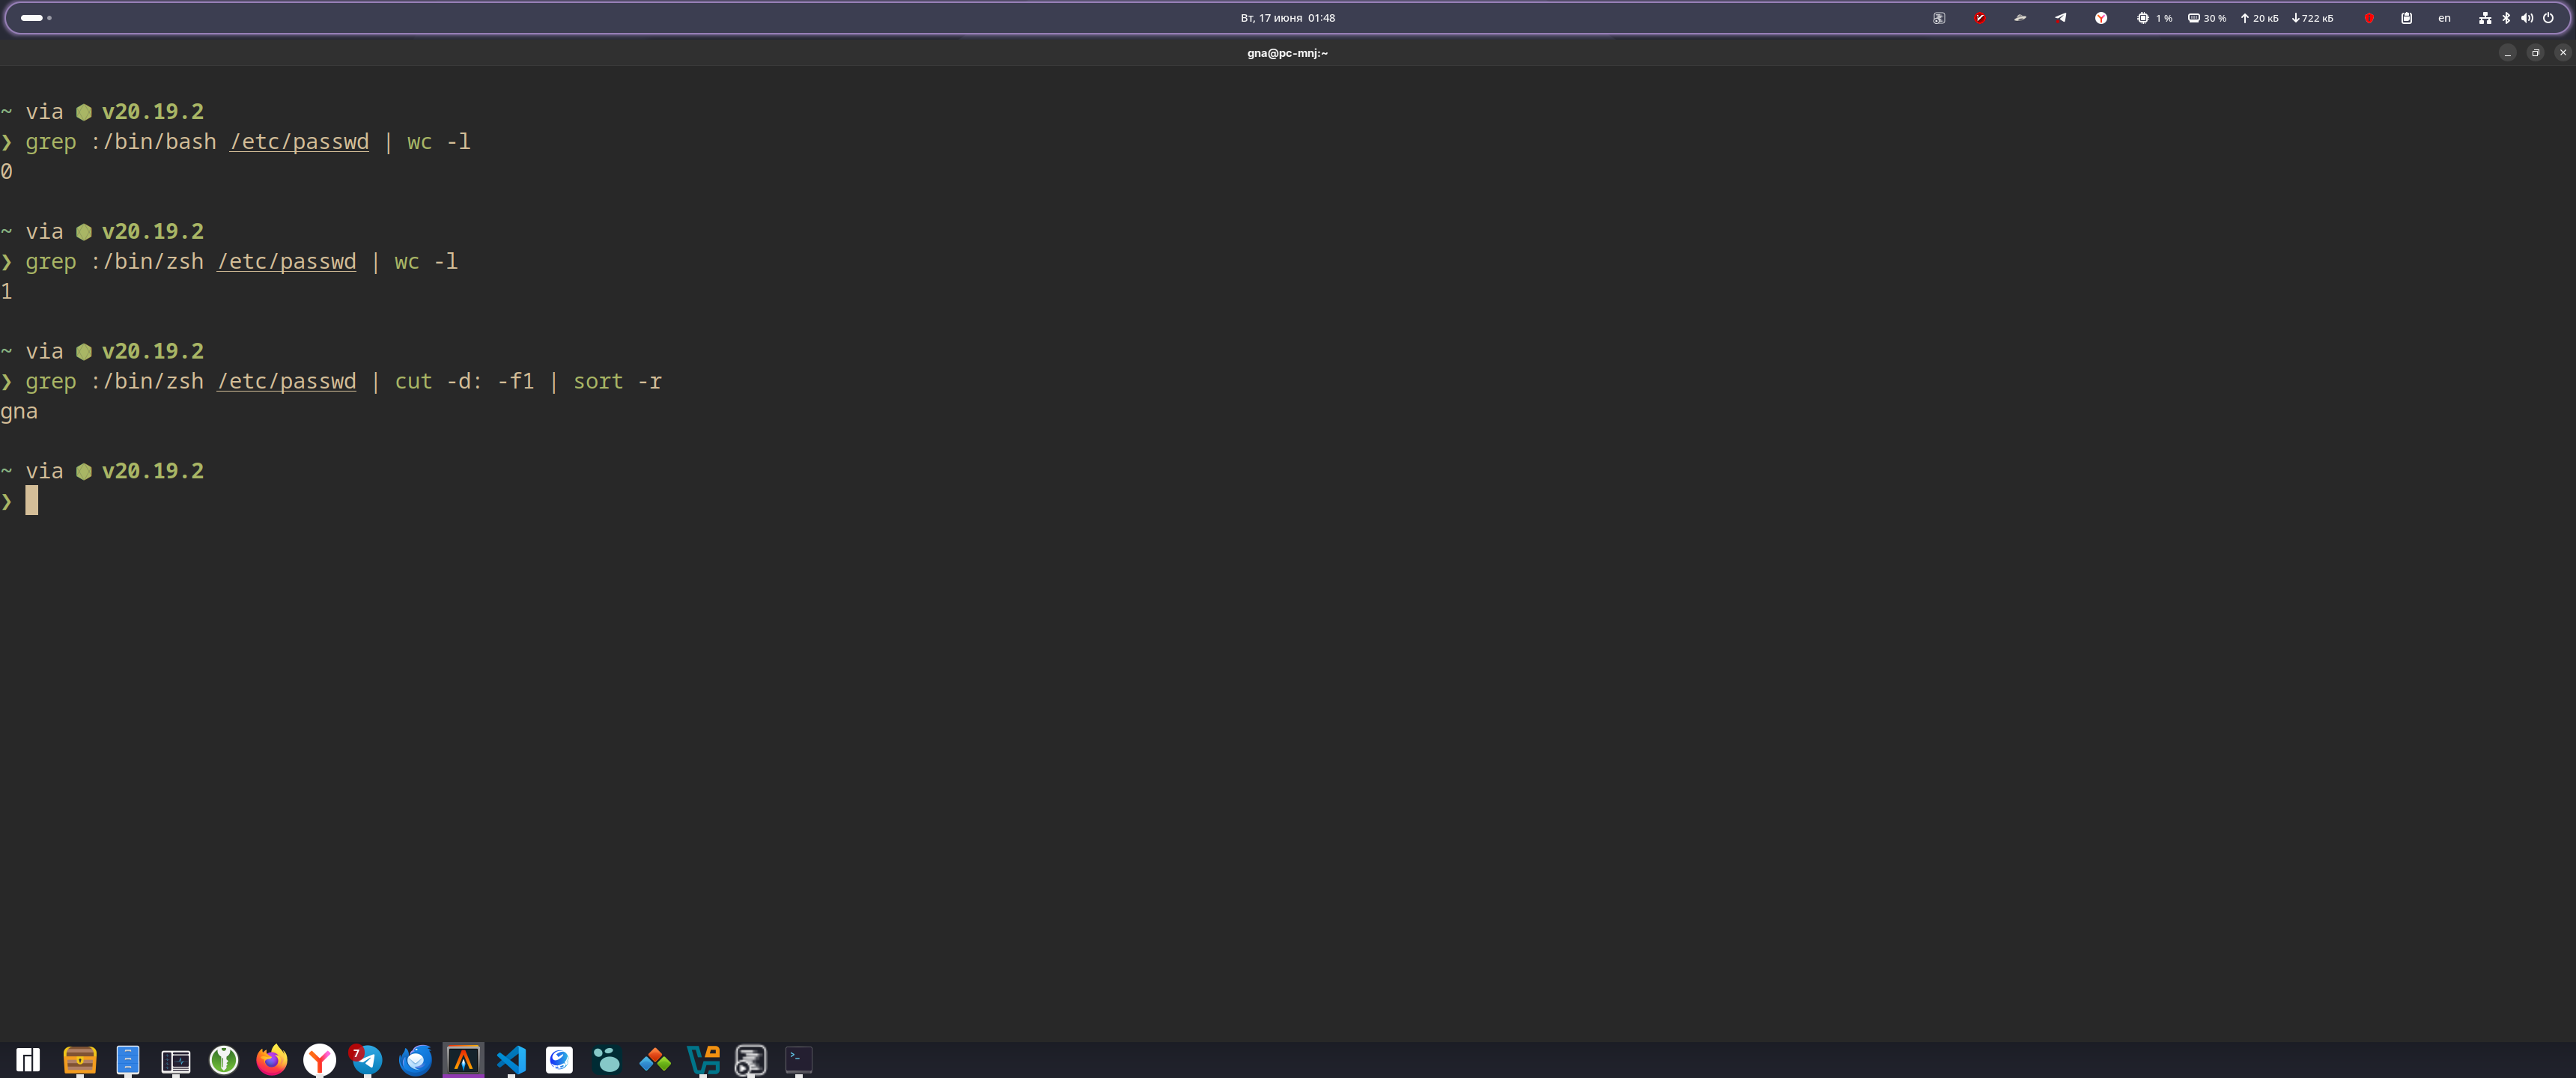 Вт, 17 июня 01:48
1 % 30 % 20 кБ 722 кБ en
gna@pc-mnj:~
~ via v20.19.2
❯ grep :/bin/bash /etc/passwd | wc -l
0
~ via v20.19.2
❯ grep :/bin/zsh /etc/passwd | wc -l
1
~ via v20.19.2
❯ grep :/bin/zsh /etc/passwd | cut -d: -f1 | sort -r
gna
~ via v20.19.2
❯
7